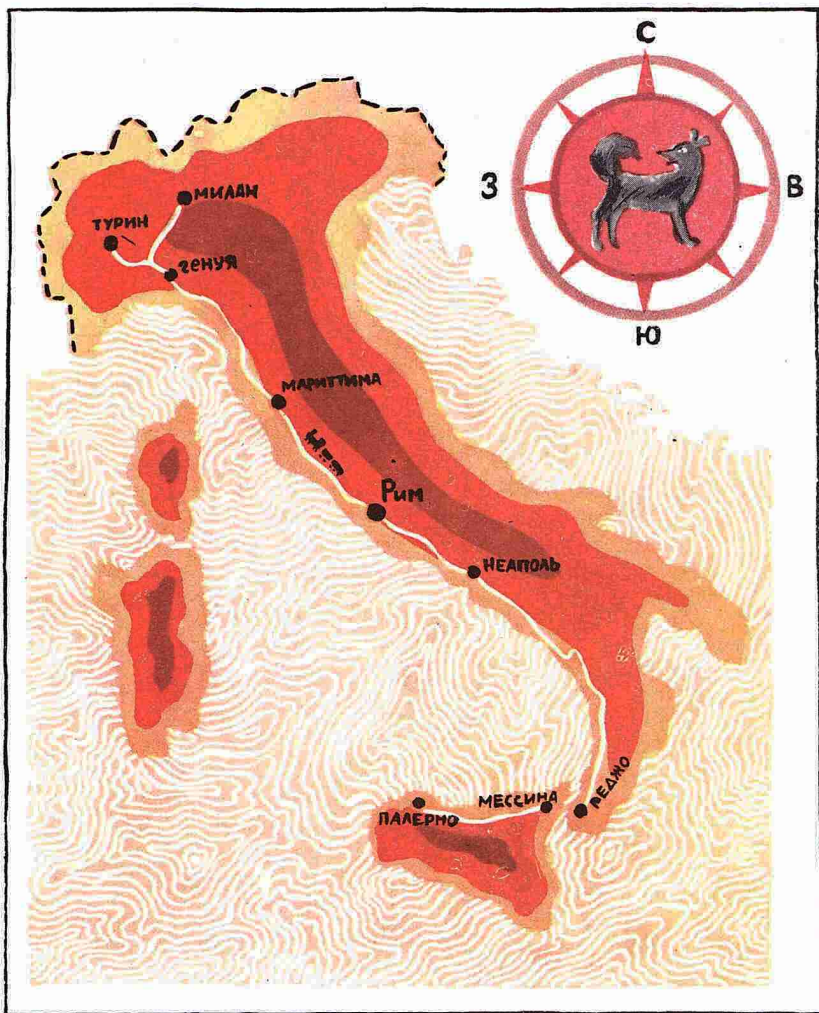 С
З
В
Ю
МИЛАН
ТУРИН
ГЕНУЯ
МАРИТТИМА
Рим
НЕАПОЛЬ
МЕССИНА
РЕДЖО
ПАЛЕРМО